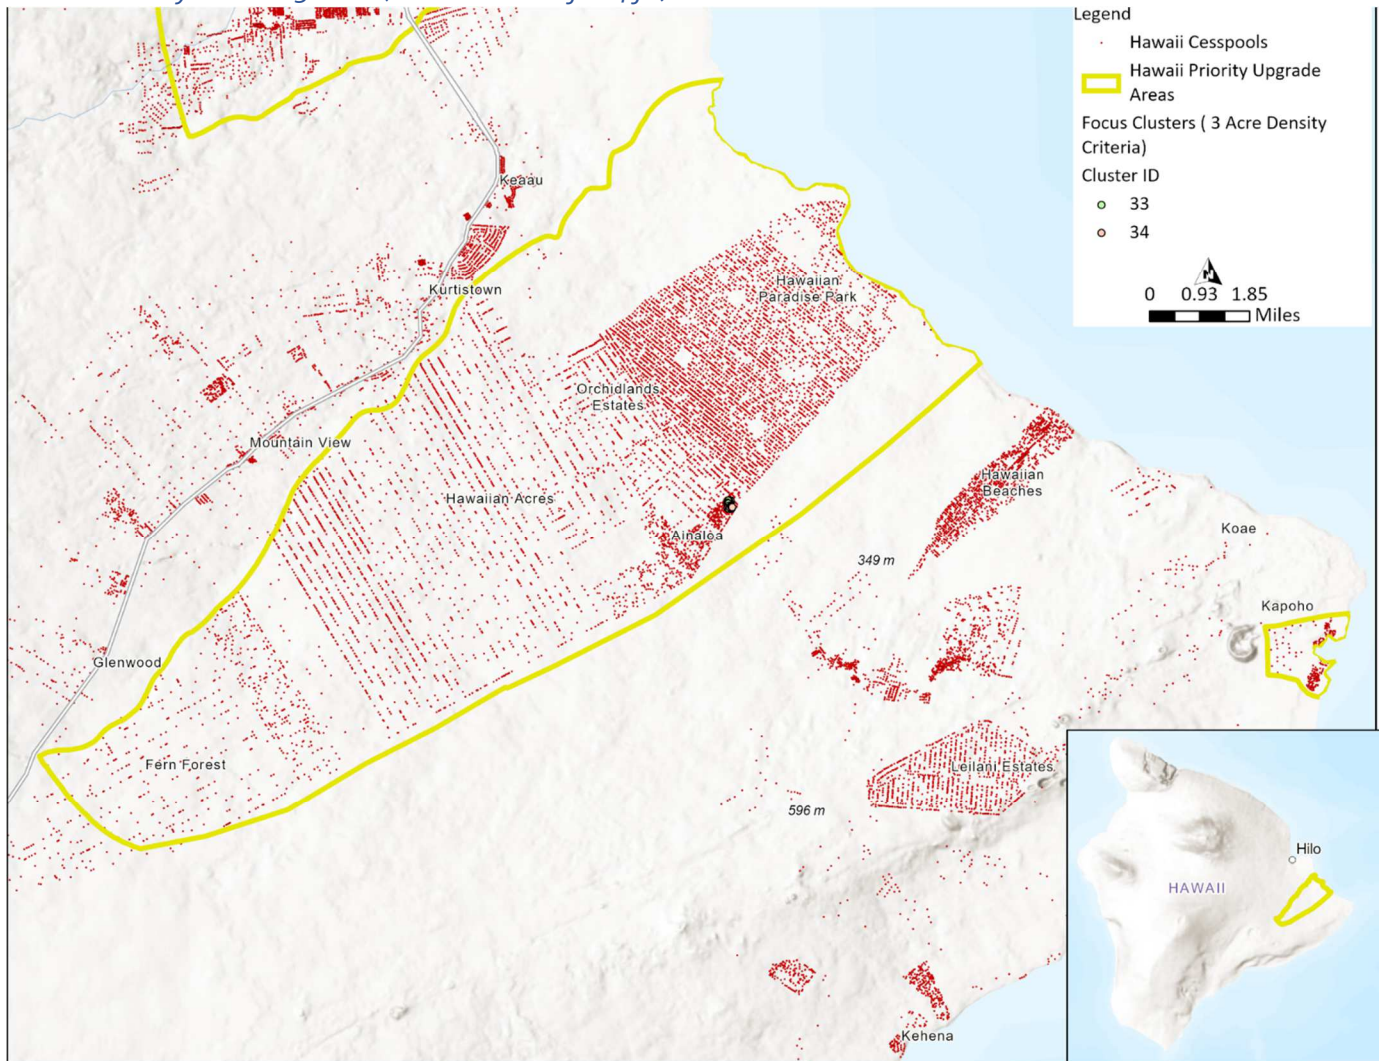 Legend
Hawaii Cesspools
Hawaii Priority Upgrade
Areas
Focus Clusters ( 3 Acre Density
Criteria)
Cluster ID
33
34
N
0 0.93 1.85
Miles
Keaau
Kurtistown
Hawaiian
Paradise Park
Orchidlands
Estates
Mountain View
Hawaiian Acres
Hawaiian
Beaches
Ainaloa
Koae
349 m
Kapoho
Glenwood
Fern Forest
Leilani Estates
596 m
Kehena
Hilo
HAWAII